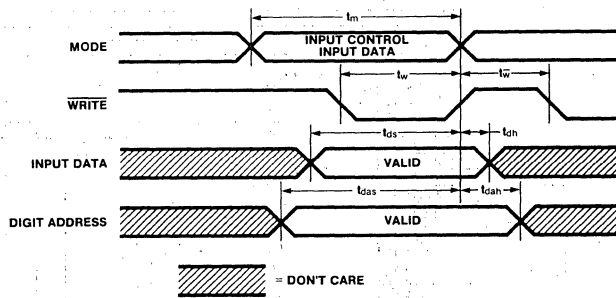 tm
MODE
INPUT CONTROL
INPUT DATA
tw
tw̅
W̅R̅I̅T̅E̅
tds
tdh
INPUT DATA
VALID
tdas
tdah
DIGIT ADDRESS
VALID
= DON'T CARE